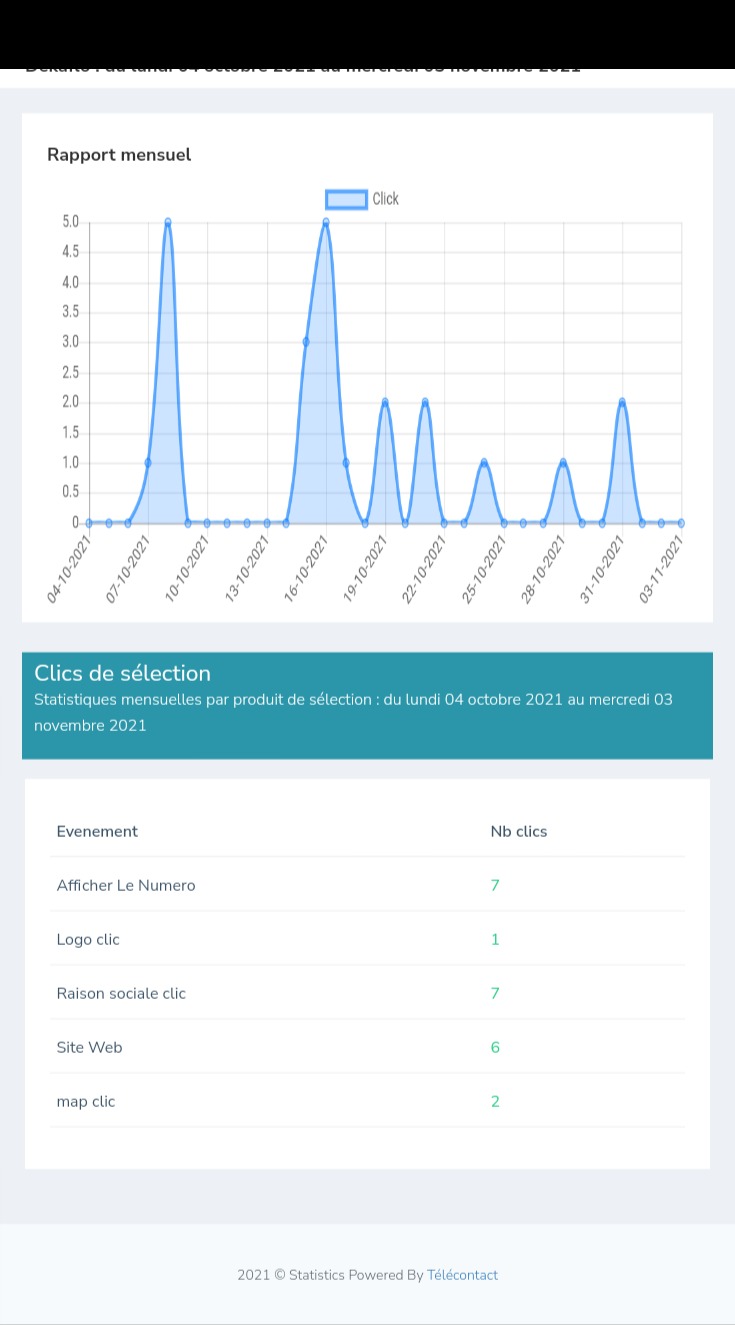 Rapport mensuel
Click
5.0
4.5
4.0
3.5
3.0
2.5
2.0
1.5
1.0
0.5
0
04-10-2021
07-10-2021
10-10-2021
13-10-2021
16-10-2021
19-10-2021
22-10-2021
25-10-2021
28-10-2021
31-10-2021
03-11-2021
Clics de sélection
Statistiques mensuelles par produit de sélection : du lundi 04 octobre 2021 au mercredi 03
novembre 2021
Evenement Nb clics
Afficher Le Numero 7
Logo clic 1
Raison sociale clic 7
Site Web 6
map clic 2
2021 © Statistics Powered By Télécontact